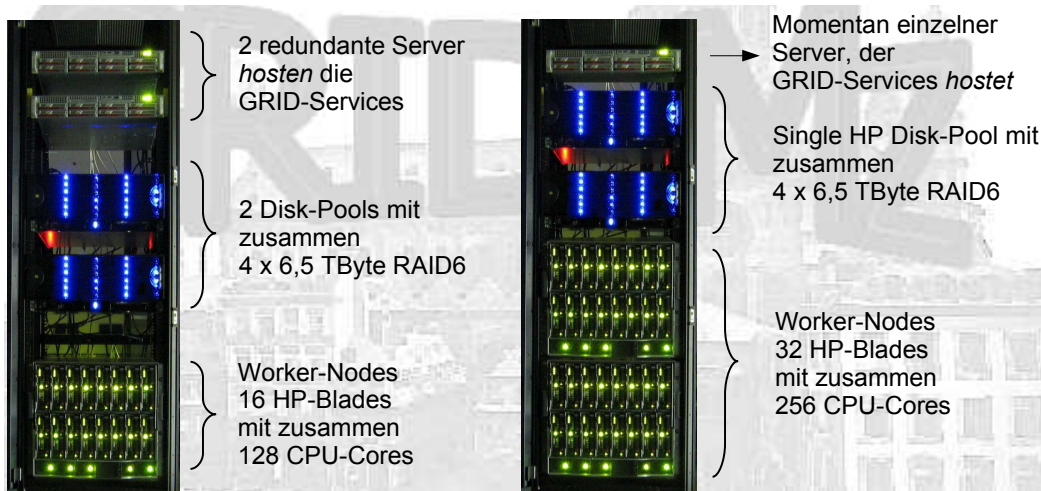 2 redundante Server
hosten die
GRID-Services
2 Disk-Pools mit
zusammen
4 x 6,5 TByte RAID6
Worker-Nodes
16 HP-Blades
mit zusammen
128 CPU-Cores
Momentan einzelner
Server, der
GRID-Services hostet
Single HP Disk-Pool mit
zusammen
4 x 6,5 TByte RAID6
Worker-Nodes
32 HP-Blades
mit zusammen
256 CPU-Cores